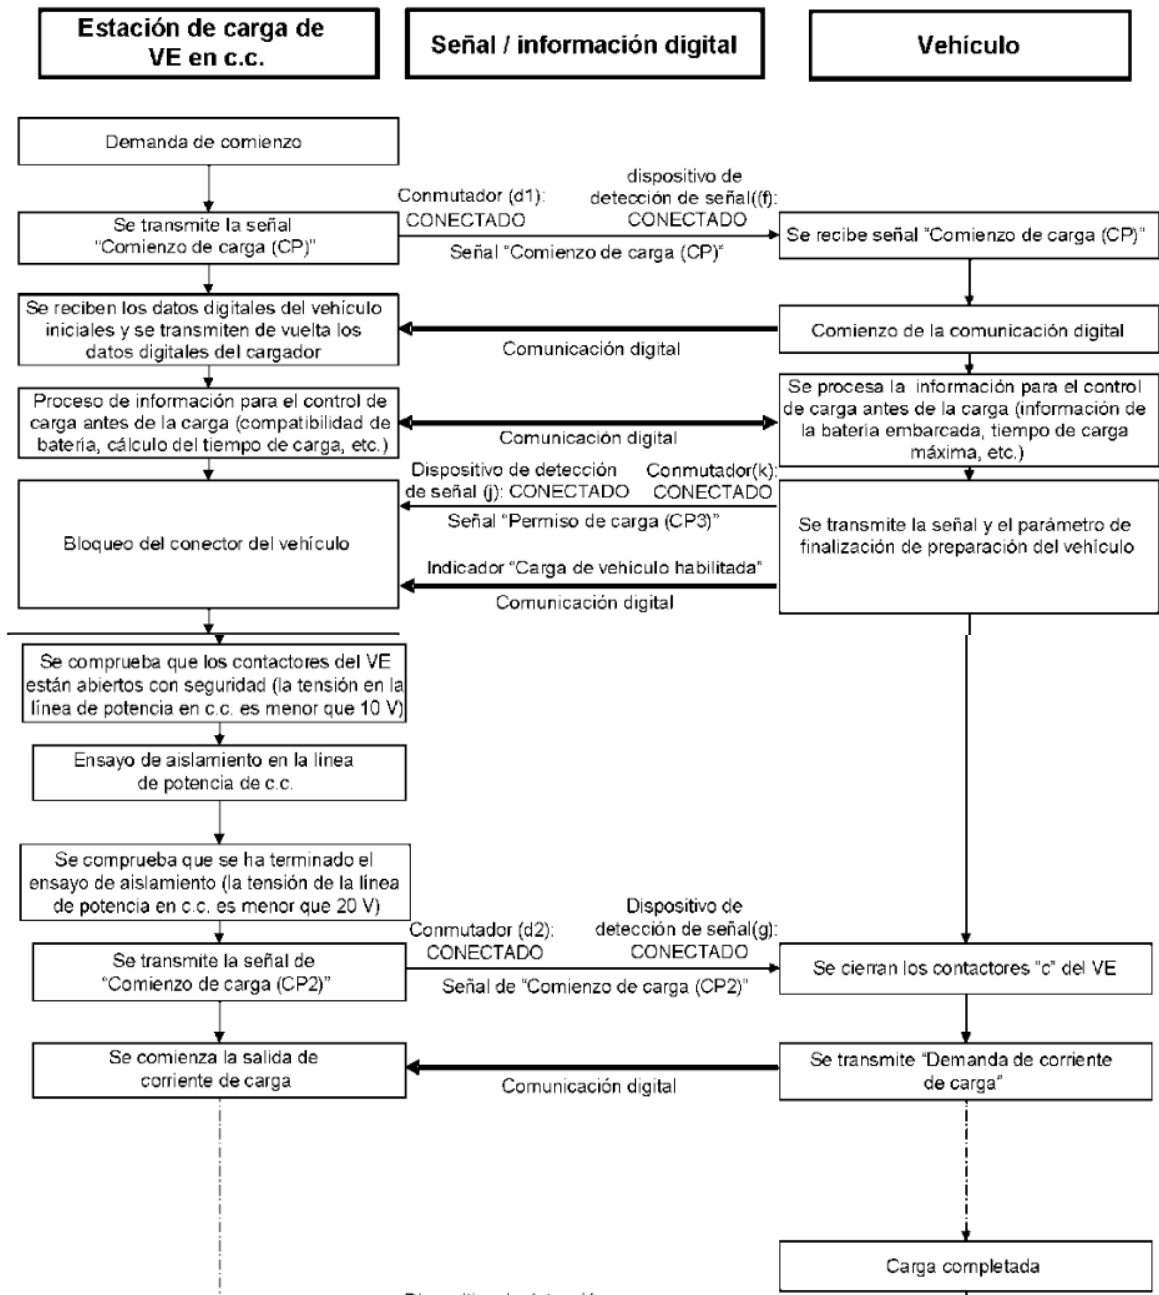 Estación de carga de
VE en c.c.
Señal / información digital
Vehículo
Demanda de comienzo
Se transmite la señal
"Comienzo de carga (CP)"
Conmutador (d1):
CONECTADO
dispositivo de
detección de señal((f):
CONECTADO
Señal "Comienzo de carga (CP)"
Se recibe señal "Comienzo de carga (CP)"
Se reciben los datos digitales del vehículo
iniciales y se transmiten de vuelta los
datos digitales del cargador
Comunicación digital
Comienzo de la comunicación digital
Proceso de información para el control de
carga antes de la carga (compatibilidad de
batería, cálculo del tiempo de carga, etc.)
Comunicación digital
Se procesa la información para el control
de carga antes de la carga (información de
la batería embarcada, tiempo de carga
máxima, etc.)
Dispositivo de detección
de señal (j): CONECTADO
Conmutador(k):
CONECTADO
Señal "Permiso de carga (CP3)"
Bloqueo del conector del vehículo
Se transmite la señal y el parámetro de
finalización de preparación del vehículo
Indicador "Carga de vehiculo habilitada"
Comunicación digital
Se comprueba que los contactores del VE
están abiertos con seguridad (la tensión en la
línea de potencia en c.c. es menor que 10 V)
Ensayo de aislamiento en la línea
de potencia de c.c.
Se comprueba que se ha terminado el
ensayo de aislamiento (la tensión de la línea
de potencia en c.c. es menor que 20 V)
Conmutador (d2):
CONECTADO
Dispositivo de
detección de señal(g):
CONECTADO
Se transmite la señal de
"Comienzo de carga (CP2)"
Señal de "Comienzo de carga (CP2)"
Se cierran los contactores "c" del VE
Se comienza la salida de
corriente de carga
Comunicación digital
Se transmite "Demanda de corriente
de carga"
Carga completada